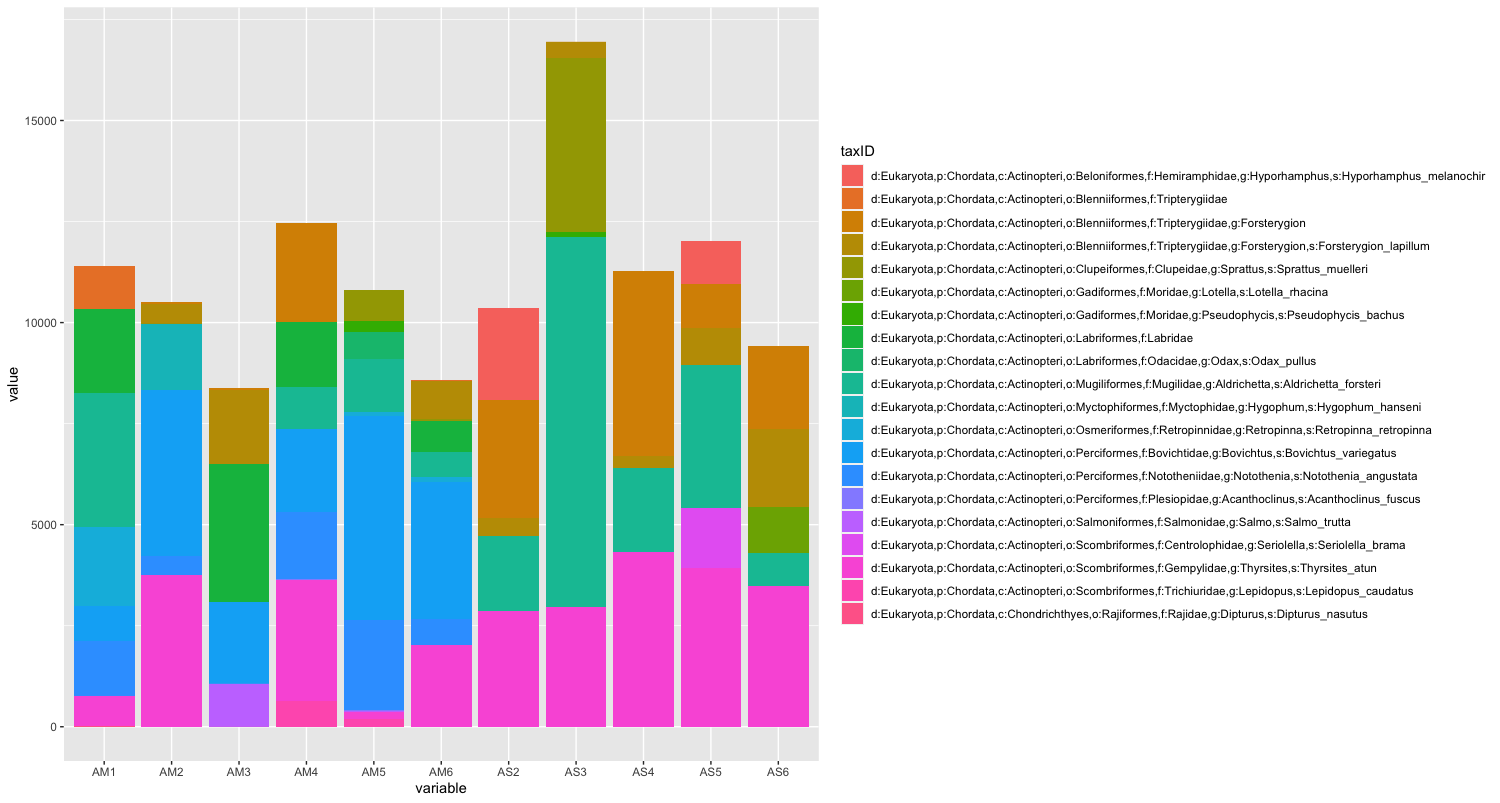 15000
10000
5000
0
value
AM1 AM2 AM3 AM4 AM5 AM6 AS2 AS3 AS4 AS5 AS6
variable
taxID
d:Eukaryota,p:Chordata,c:Actinopteri,o:Beloniformes,f:Hemiramphidae,g:Hyporhamphus,s:Hyporhamphus_melanochir
d:Eukaryota,p:Chordata,c:Actinopteri,o:Blenniiformes,f:Tripterygiidae
d:Eukaryota,p:Chordata,c:Actinopteri,o:Blenniiformes,f:Tripterygiidae,g:Forsterygion
d:Eukaryota,p:Chordata,c:Actinopteri,o:Blenniiformes,f:Tripterygiidae,g:Forsterygion,s:Forsterygion_lapillum
d:Eukaryota,p:Chordata,c:Actinopteri,o:Clupeiformes,f:Clupeidae,g:Sprattus,s:Sprattus_muelleri
d:Eukaryota,p:Chordata,c:Actinopteri,o:Gadiformes,f:Moridae,g:Lotella,s:Lotella_rhacina
d:Eukaryota,p:Chordata,c:Actinopteri,o:Gadiformes,f:Moridae,g:Pseudophycis,s:Pseudophycis_bachus
d:Eukaryota,p:Chordata,c:Actinopteri,o:Labriformes,f:Labridae
d:Eukaryota,p:Chordata,c:Actinopteri,o:Labriformes,f:Odacidae,g:Odax,s:Odax_pullus
d:Eukaryota,p:Chordata,c:Actinopteri,o:Mugiliformes,f:Mugilidae,g:Aldrichetta,s:Aldrichetta_forsteri
d:Eukaryota,p:Chordata,c:Actinopteri,o:Myctophiformes,f:Myctophidae,g:Hygophum,s:Hygophum_hanseni
d:Eukaryota,p:Chordata,c:Actinopteri,o:Osmeriformes,f:Retropinnidae,g:Retropinna,s:Retropinna_retropinna
d:Eukaryota,p:Chordata,c:Actinopteri,o:Perciformes,f:Bovichtidae,g:Bovichtus,s:Bovichtus_variegatus
d:Eukaryota,p:Chordata,c:Actinopteri,o:Perciformes,f:Nototheniidae,g:Notothenia,s:Notothenia_angustata
d:Eukaryota,p:Chordata,c:Actinopteri,o:Perciformes,f:Plesiopidae,g:Acanthoclinus,s:Acanthoclinus_fuscus
d:Eukaryota,p:Chordata,c:Actinopteri,o:Salmoniformes,f:Salmonidae,g:Salmo,s:Salmo_trutta
d:Eukaryota,p:Chordata,c:Actinopteri,o:Scombriformes,f:Centrolophidae,g:Seriolella,s:Seriolella_brama
d:Eukaryota,p:Chordata,c:Actinopteri,o:Scombriformes,f:Gempylidae,g:Thyrsites,s:Thyrsites_atun
d:Eukaryota,p:Chordata,c:Actinopteri,o:Scombriformes,f:Trichiuridae,g:Lepidopus,s:Lepidopus_caudatus
d:Eukaryota,p:Chordata,c:Chondrichthyes,o:Rajiformes,f:Rajidae,g:Dipturus,s:Dipturus_nasutus